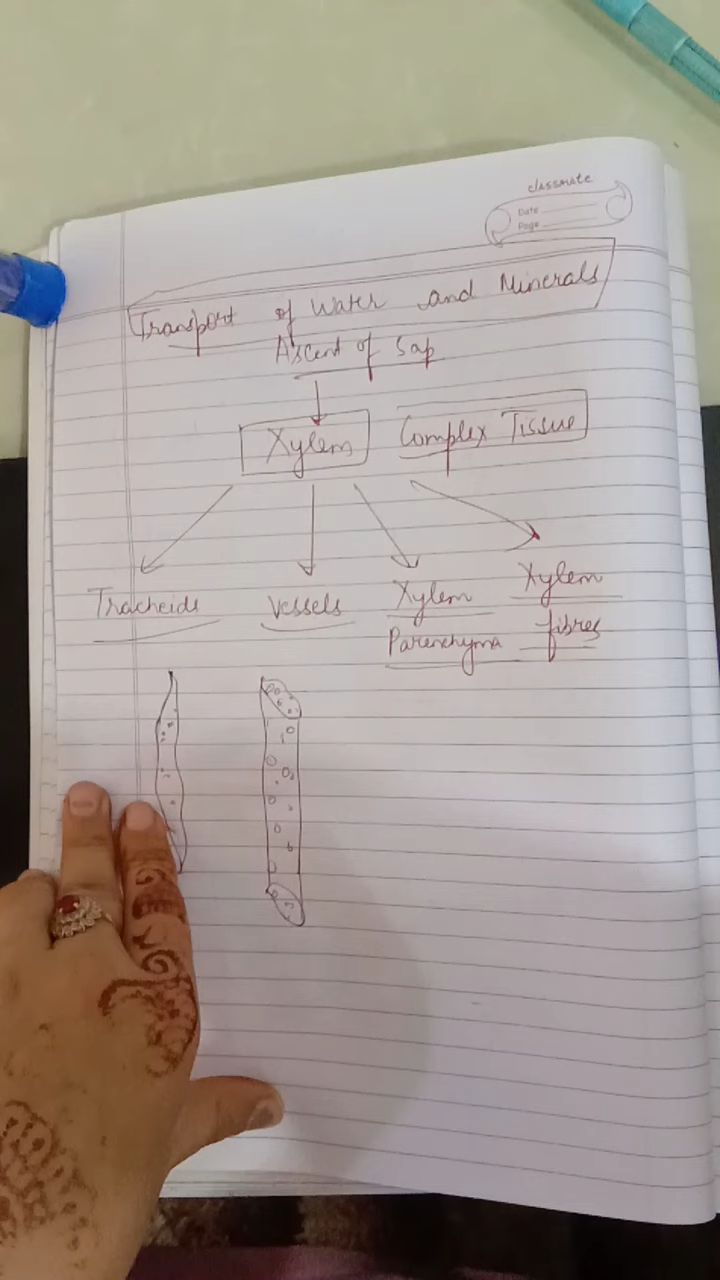 classmate
Date
Page
Transport of Water and Minerals
Ascent of Sap
Xylem Complex Tissue
Tracheids Vessels Xylem Parenchyma Xylem fibres